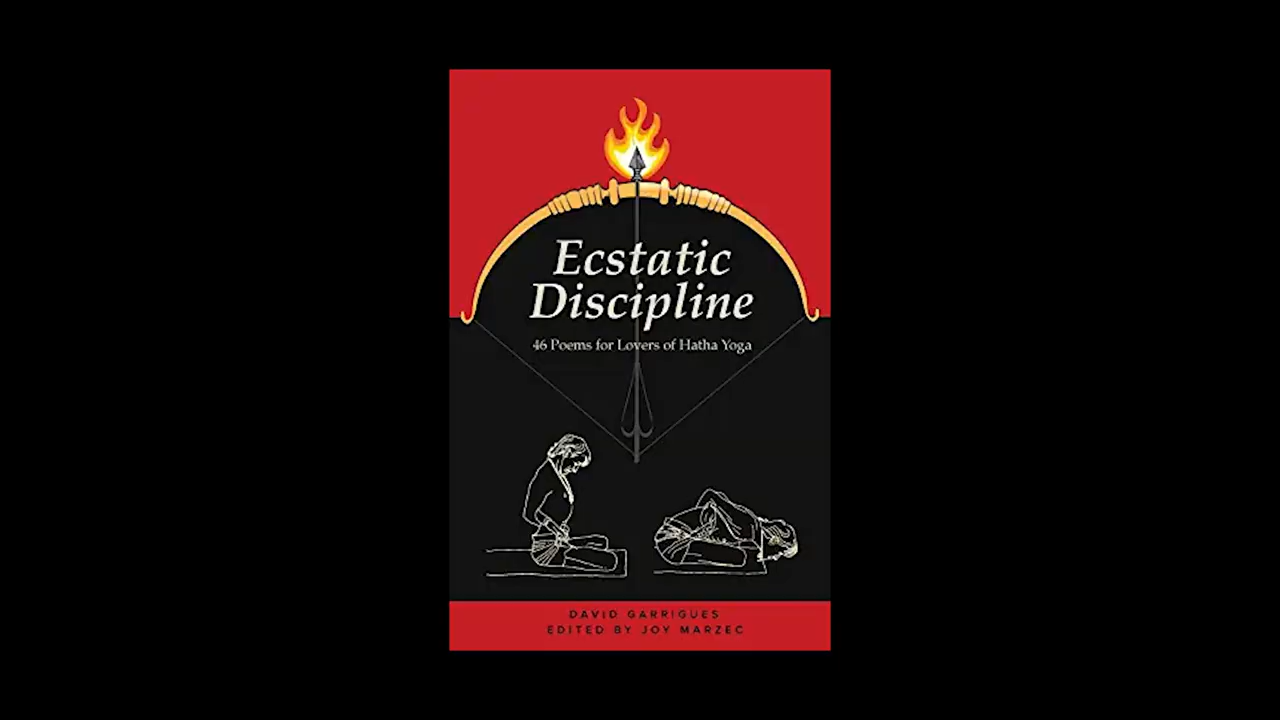 Ecstatic
Discipline
46 Poems for Lovers of Hatha Yoga
DAVID GARRIGUES
EDITED BY JOY MARZEC